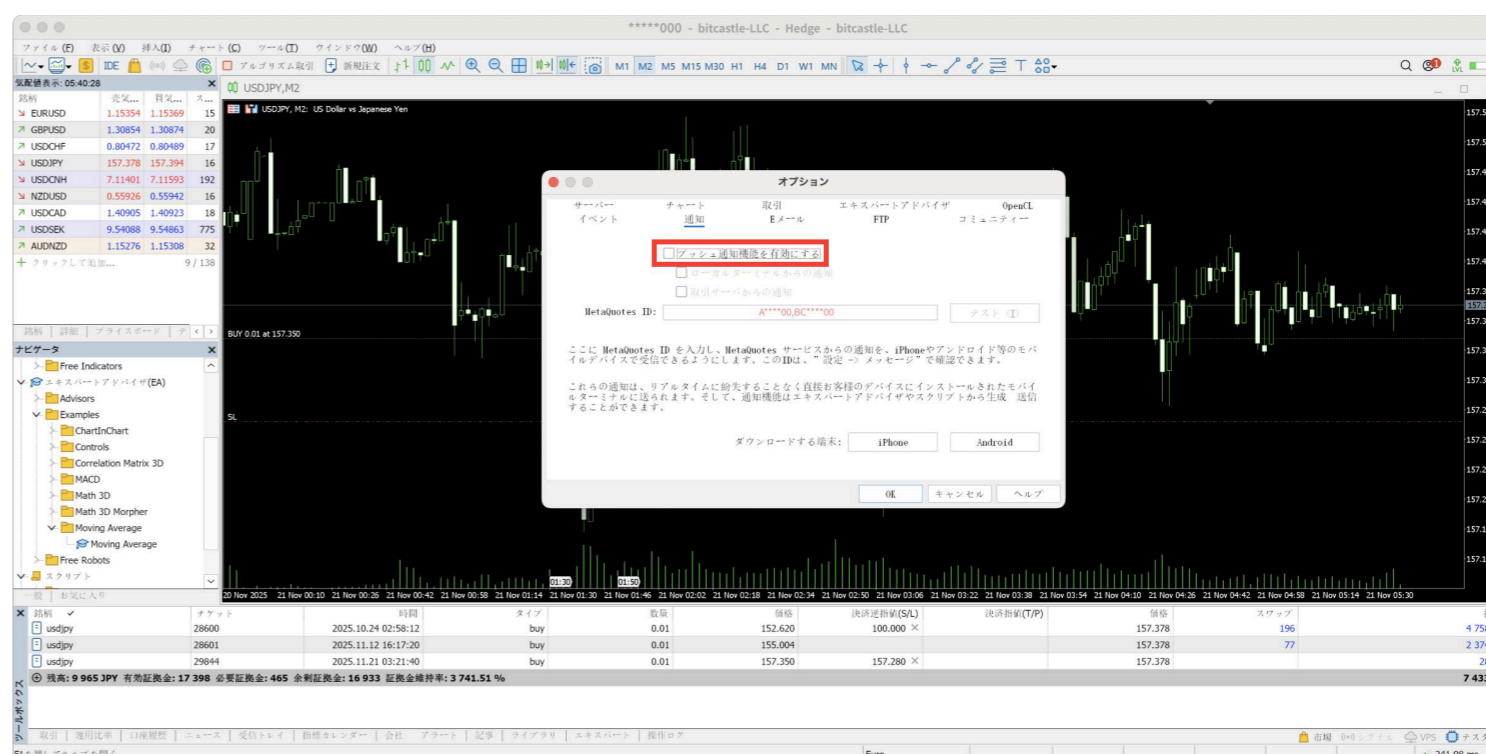 *****000 - bitcastle-LLC - Hedge - bitcastle-LLC
ファイル(F) 表示(V) 挿入(I) チャート(C) ツール(T) ウインドウ(W) ヘルプ(H)
IDE アルゴリズム取引 新規注文 M1 M2 M5 M15 M30 H1 H4 D1 W1 MN LVL
気配値表示: 05:40:28
USDJPY,M2
銘柄 売気... 買気... ス...
EURUSD 1.15354 1.15369 15
GBPUSD 1.30854 1.30874 20
USDCHF 0.80472 0.80489 17
USDJPY 157.378 157.394 16
USDCNH 7.11401 7.11593 192
NZDUSD 0.55926 0.55942 16
USDCAD 1.40905 1.40923 18
USDSEK 9.54088 9.54863 775
AUDNZD 1.15276 1.15308 32
クリックして追加... 9 / 138
銘柄 詳細 プライスボード テ
ナビゲータ
Free Indicators
エキスパートアドバイザ(EA)
Advisors
Examples
ChartInChart
Controls
Correlation Matrix 3D
MACD
Math 3D
Math 3D Morpher
Moving Average
Moving Average
Free Robots
スクリプト
一般 お気に入り
USDJPY, M2: US Dollar vs Japanese Yen
BUY 0.01 at 157.350
SL
オプション
サーバー チャート 取引 エキスパートアドバイザ OpenCL
イベント 通知 Eメール FTP コミュニティー
プッシュ通知機能を有効にする
ローカルターミナルからの通知
取引サーバからの通知
MetaQuotes ID: A****00,BC****00 テスト (T)
ここに MetaQuotes ID を入力し、MetaQuotes サービスからの通知を、iPhoneやアンドロイド等のモバ
イルデバイスで受信できるようにします。このIDは、"設定 -> メッセージ" で確認できます。
これらの通知は、リアルタイムに紛失することなく直接お客様のデバイスにインストールされたモバイ
ルターミナルに送られます。そして、通知機能はエキスパートアドバイザやスクリプトから生成 送信
することができます。
ダウンロードする端末: iPhone Android
OK キャンセル ヘルプ
01:30 01:50
20 Nov 2025 21 Nov 00:10 21 Nov 00:26 21 Nov 00:42 21 Nov 00:58 21 Nov 01:14 21 Nov 01:30 21 Nov 01:46 21 Nov 02:02 21 Nov 02:18 21 Nov 02:34 21 Nov 02:50 21 Nov 03:06 21 Nov 03:22 21 Nov 03:38 21 Nov 03:54 21 Nov 04:10 21 Nov 04:26 21 Nov 04:42 21 Nov 04:58 21 Nov 05:14 21 Nov 05:30
銘柄 チケット 時間 タイプ 数量 価格 決済逆指値(S/L) 決済指値(T/P) 価格 スワップ
usdjpy 28600 2025.10.24 02:58:12 buy 0.01 152.620 100.000 157.378 196 4 758
usdjpy 28601 2025.11.12 16:17:20 buy 0.01 155.004 157.378 77 2 374
usdjpy 29844 2025.11.21 03:21:40 buy 0.01 157.350 157.280 157.378
残高: 9 965 JPY 有効証拠金: 17 398 必要証拠金: 465 余剰証拠金: 16 933 証拠金維持率: 3 741.51 %
ツールボックス
取引 運用比率 口座履歴 ニュース 受信トレイ 指標カレンダー 会社 アラート 記事 ライブラリ エキスパート 操作ログ
市場 シグナル VPS テスタ